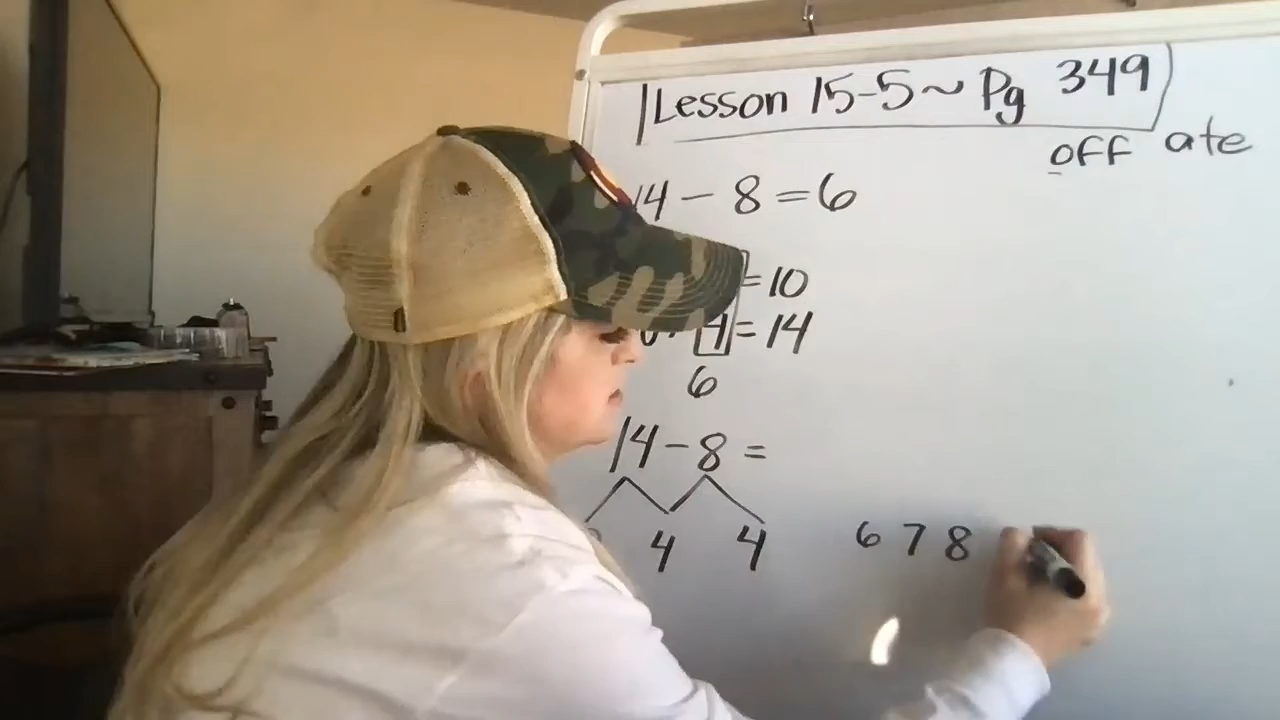 Lesson 15-5~ Pg 349
off ate
14 - 8 = 6
= 10
4 = 14
6
14 - 8 =
4 4 6 7 8